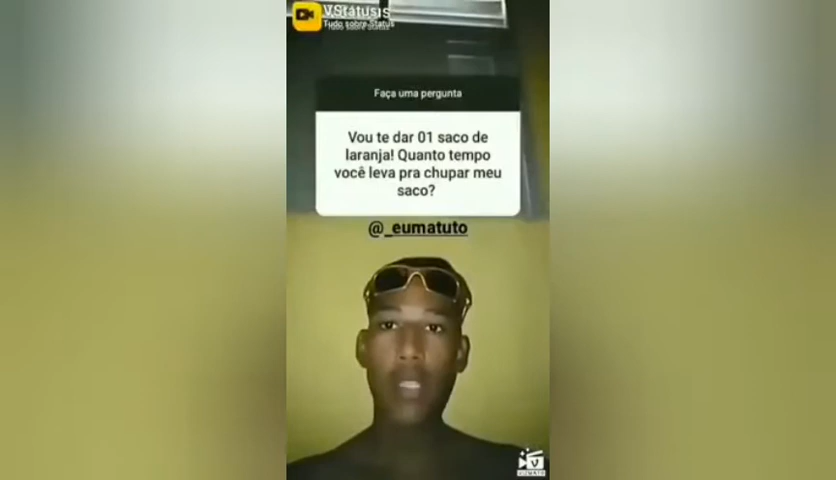 VStatus
Tudo sobre Status
Faça uma pergunta
Vou te dar 01 saco de
laranja! Quanto tempo
você leva pra chupar meu
saco?
@_eumatuto
VIZMATO